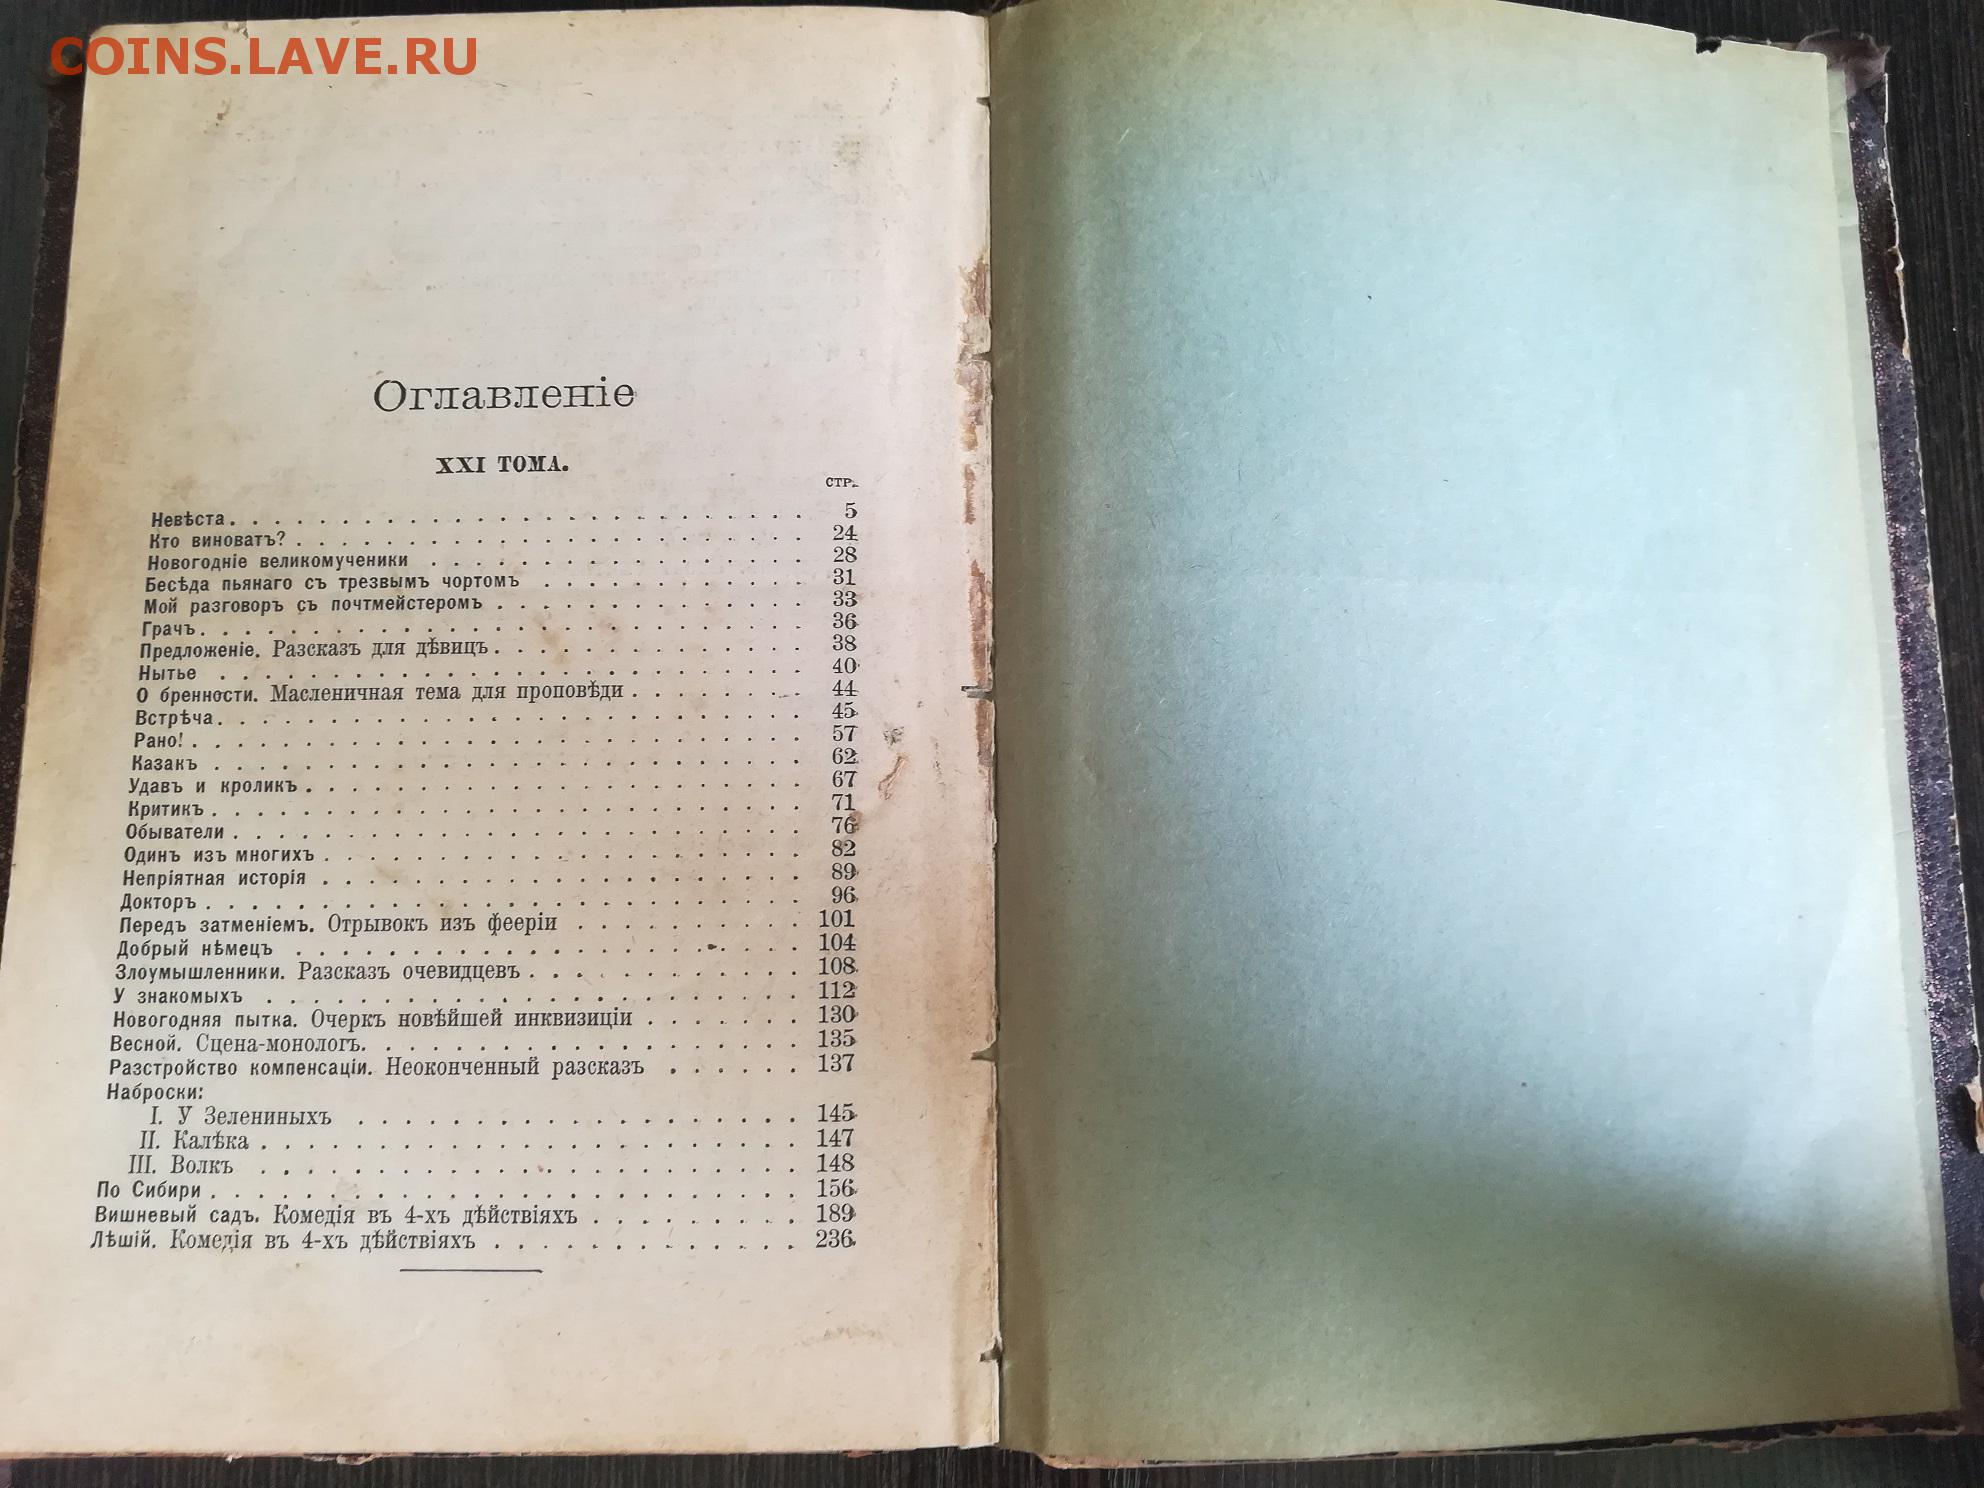 COINS.LAVE.RU
Оглавленіе
XXI ТОМА.
СТР.
Невѣста. 5
Кто виноватъ? 24
Новогодніе великомученики 28
Бесѣда пьянаго съ трезвымъ чортомъ 31
Мой разговоръ съ почтмейстеромъ 33
Грачъ. 36
Предложеніе. Разсказъ для дѣвицъ 38
Нытье 40
О бренности. Масленичная тема для проповѣди 44
Встрѣча. 45
Рано! 57
Казакъ 62
Удавъ и кроликъ 67
Критикъ 71
Обыватели 76
Одинъ изъ многихъ 82
Непріятная исторія 89
Докторъ 96
Передъ затменіемъ. Отрывокъ изъ фееріи 101
Добрый нѣмецъ 104
Злоумышленники. Разсказъ очевидцевъ 108
У знакомыхъ 112
Новогодняя пытка. Очеркъ новѣйшей инквизиціи 130
Весной. Сцена-монологъ. 135
Разстройство компенсаціи. Неоконченный разсказъ 137
Наброски:
I. У Зелениныхъ 145
II. Калѣка 147
III. Волкъ 148
По Сибири 156
Вишневый садъ. Комедія въ 4-хъ дѣйствіяхъ 189
Лѣшій. Комедія въ 4-хъ дѣйствіяхъ 236